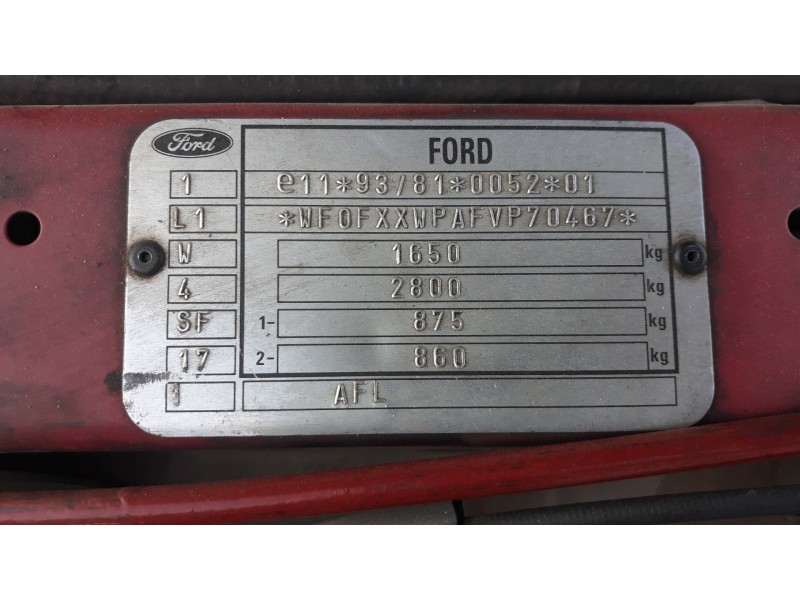 Ford FORD
1 e11*93/81*0052*01
L1 *WF0FXXWPAFVP70467*
W 1650 kg
4 2800 kg
SF 1- 875 kg
17 2- 860 kg
1 AFL